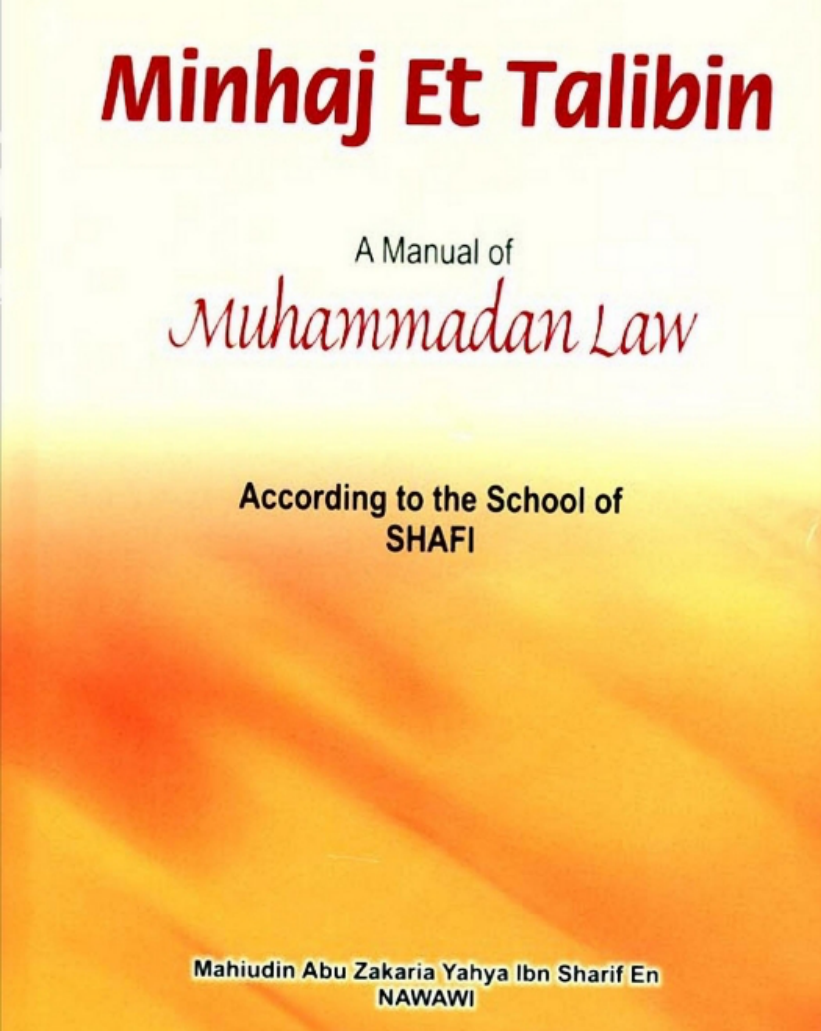 Minhaj Et Talibin
A Manual of
Muhammadan Law
According to the School of
SHAFI
Mahiudin Abu Zakaria Yahya Ibn Sharif En
NAWAWI